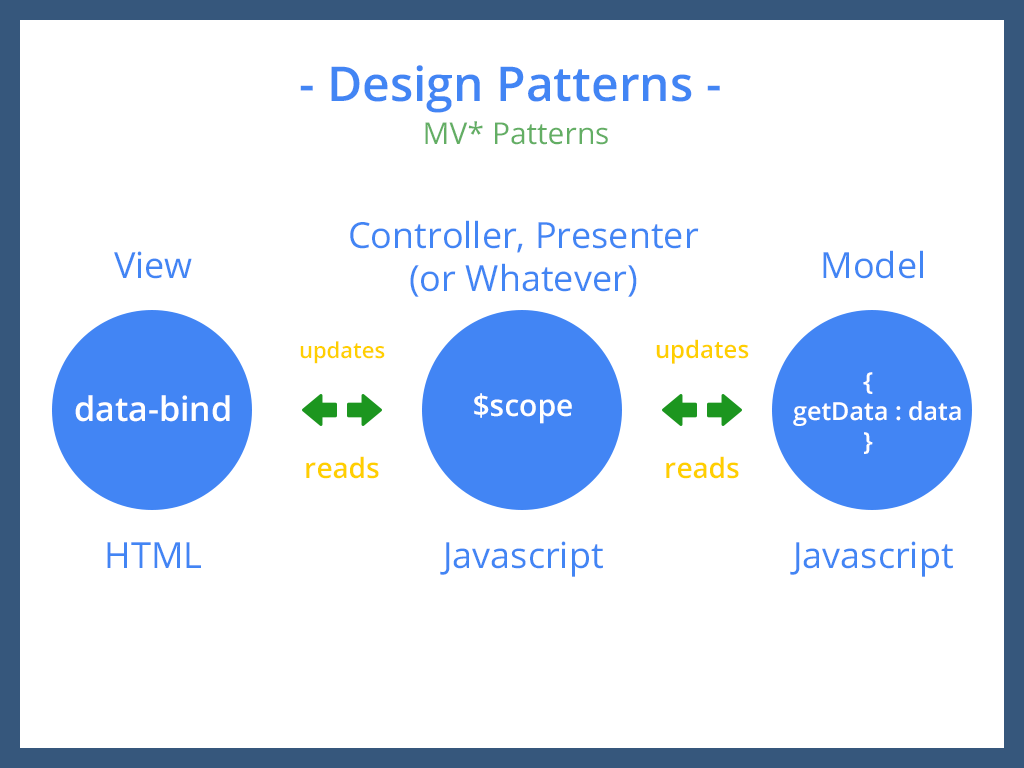 - Design Patterns -
MV* Patterns
View
Controller, Presenter
(or Whatever)
Model
data-bind
updates
reads
$scope
updates
reads
{
getData : data
}
HTML
Javascript
Javascript